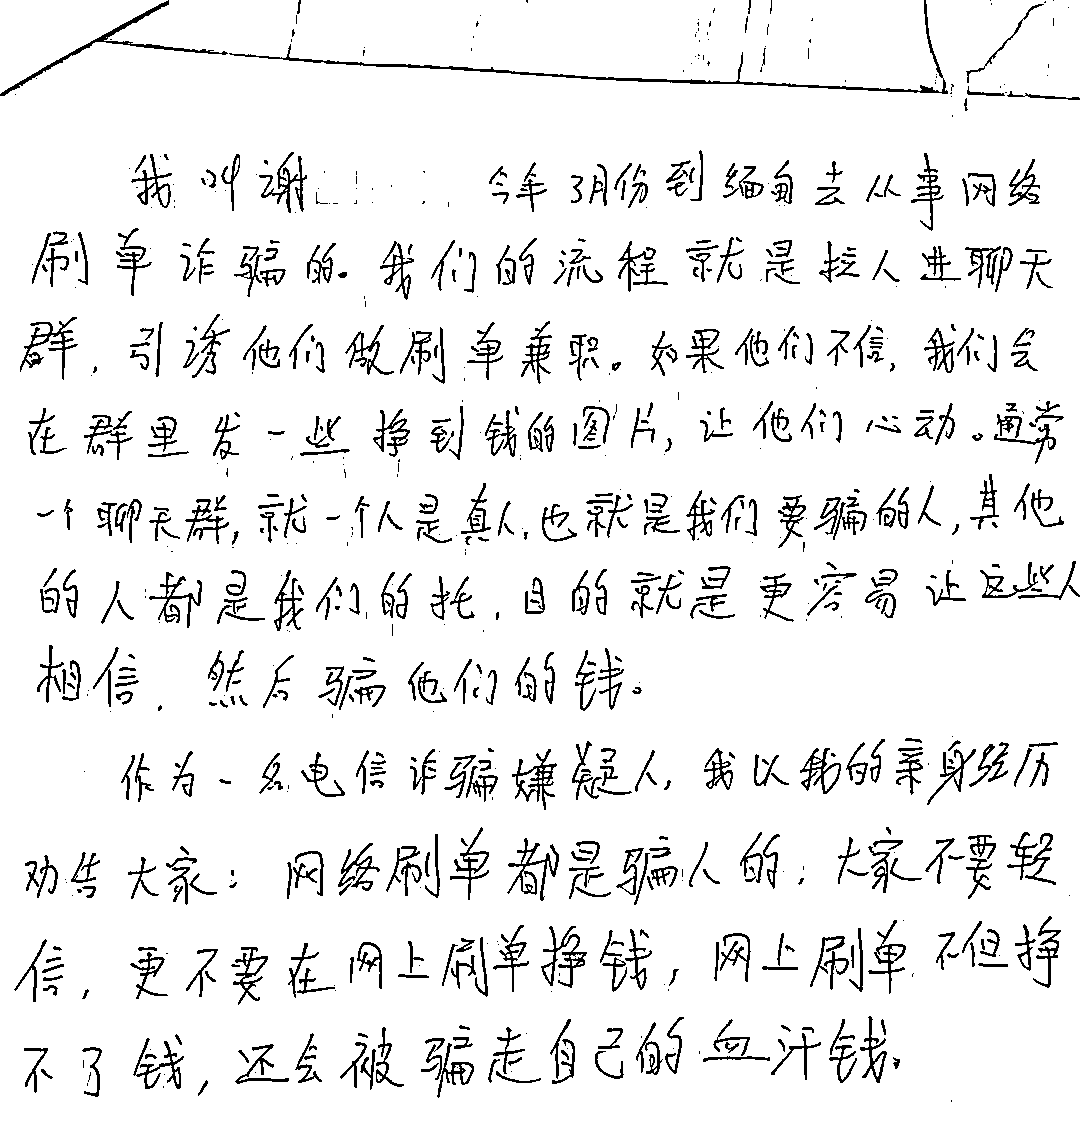 我叫谢 今年3月份到缅甸去从事网络
刷单诈骗的。我们的流程就是拉人进聊天
群，引诱他们做刷单兼职。如果他们不信，我们会
在群里发一些挣到钱的图片，让他们心动。通常
一个聊天群，就一个人是真人，也就是我们要骗的人，其他
的人都是我们的托，目的就是更容易让这些人
相信，然后骗他们的钱。
作为一名电信诈骗嫌疑人，我以我的亲身经历
劝告大家：网络刷单都是骗人的，大家不要轻
信，更不要在网上刷单挣钱，网上刷单不但挣
不了钱，还会被骗走自己的血汗钱。